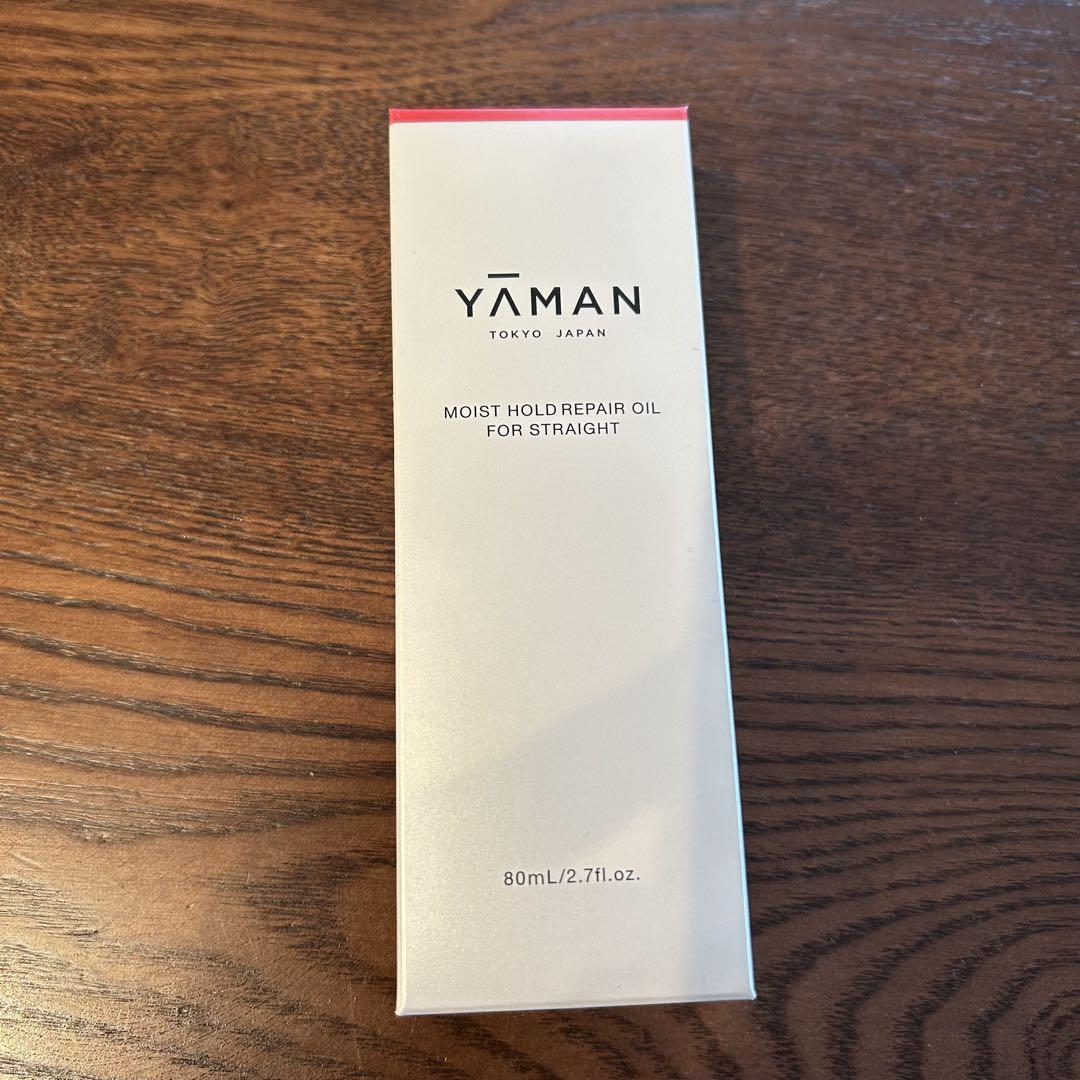 YĀMAN
TOKYO JAPAN
MOIST HOLD REPAIR OIL
FOR STRAIGHT
80mL/2.7fl.oz.